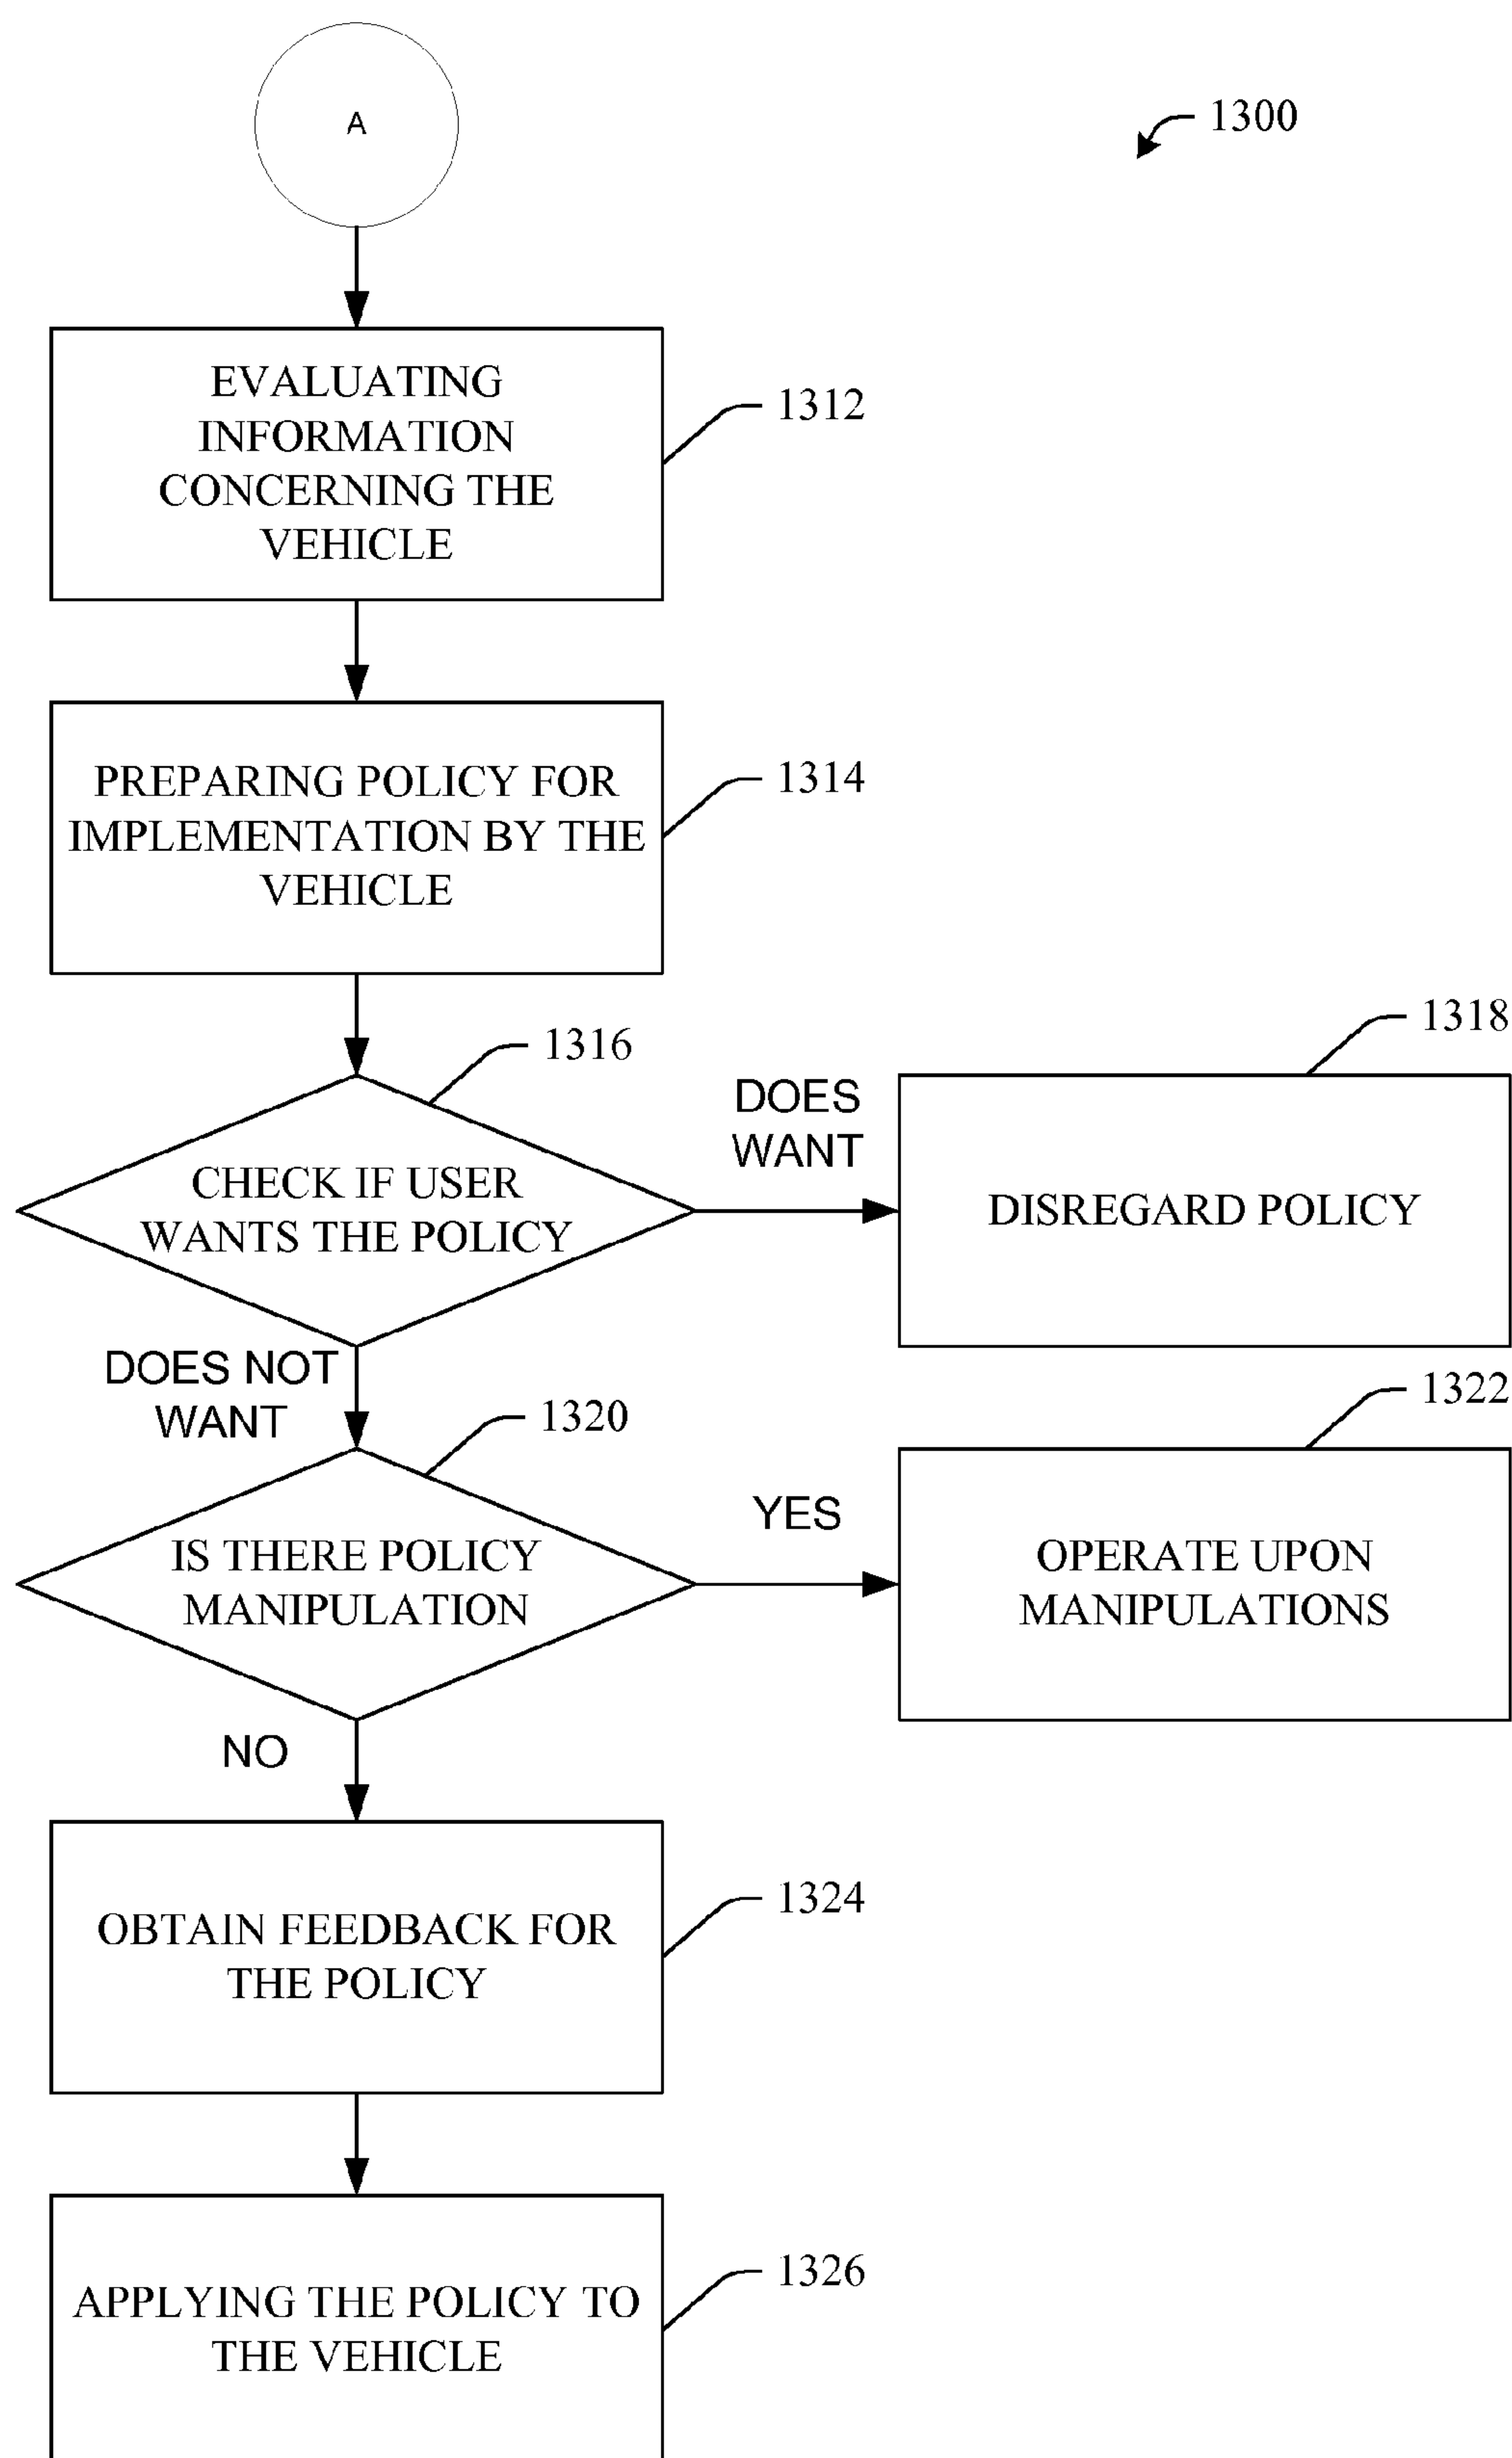 A
1300
EVALUATING
INFORMATION
CONCERNING THE
VEHICLE
1312
PREPARING POLICY FOR
IMPLEMENTATION BY THE
VEHICLE
1314
1316
CHECK IF USER
WANTS THE POLICY
DOES
WANT
1318
DISREGARD POLICY
DOES NOT
WANT
1320
IS THERE POLICY
MANIPULATION
YES
1322
OPERATE UPON
MANIPULATIONS
NO
OBTAIN FEEDBACK FOR
THE POLICY
1324
APPLYING THE POLICY TO
THE VEHICLE
1326